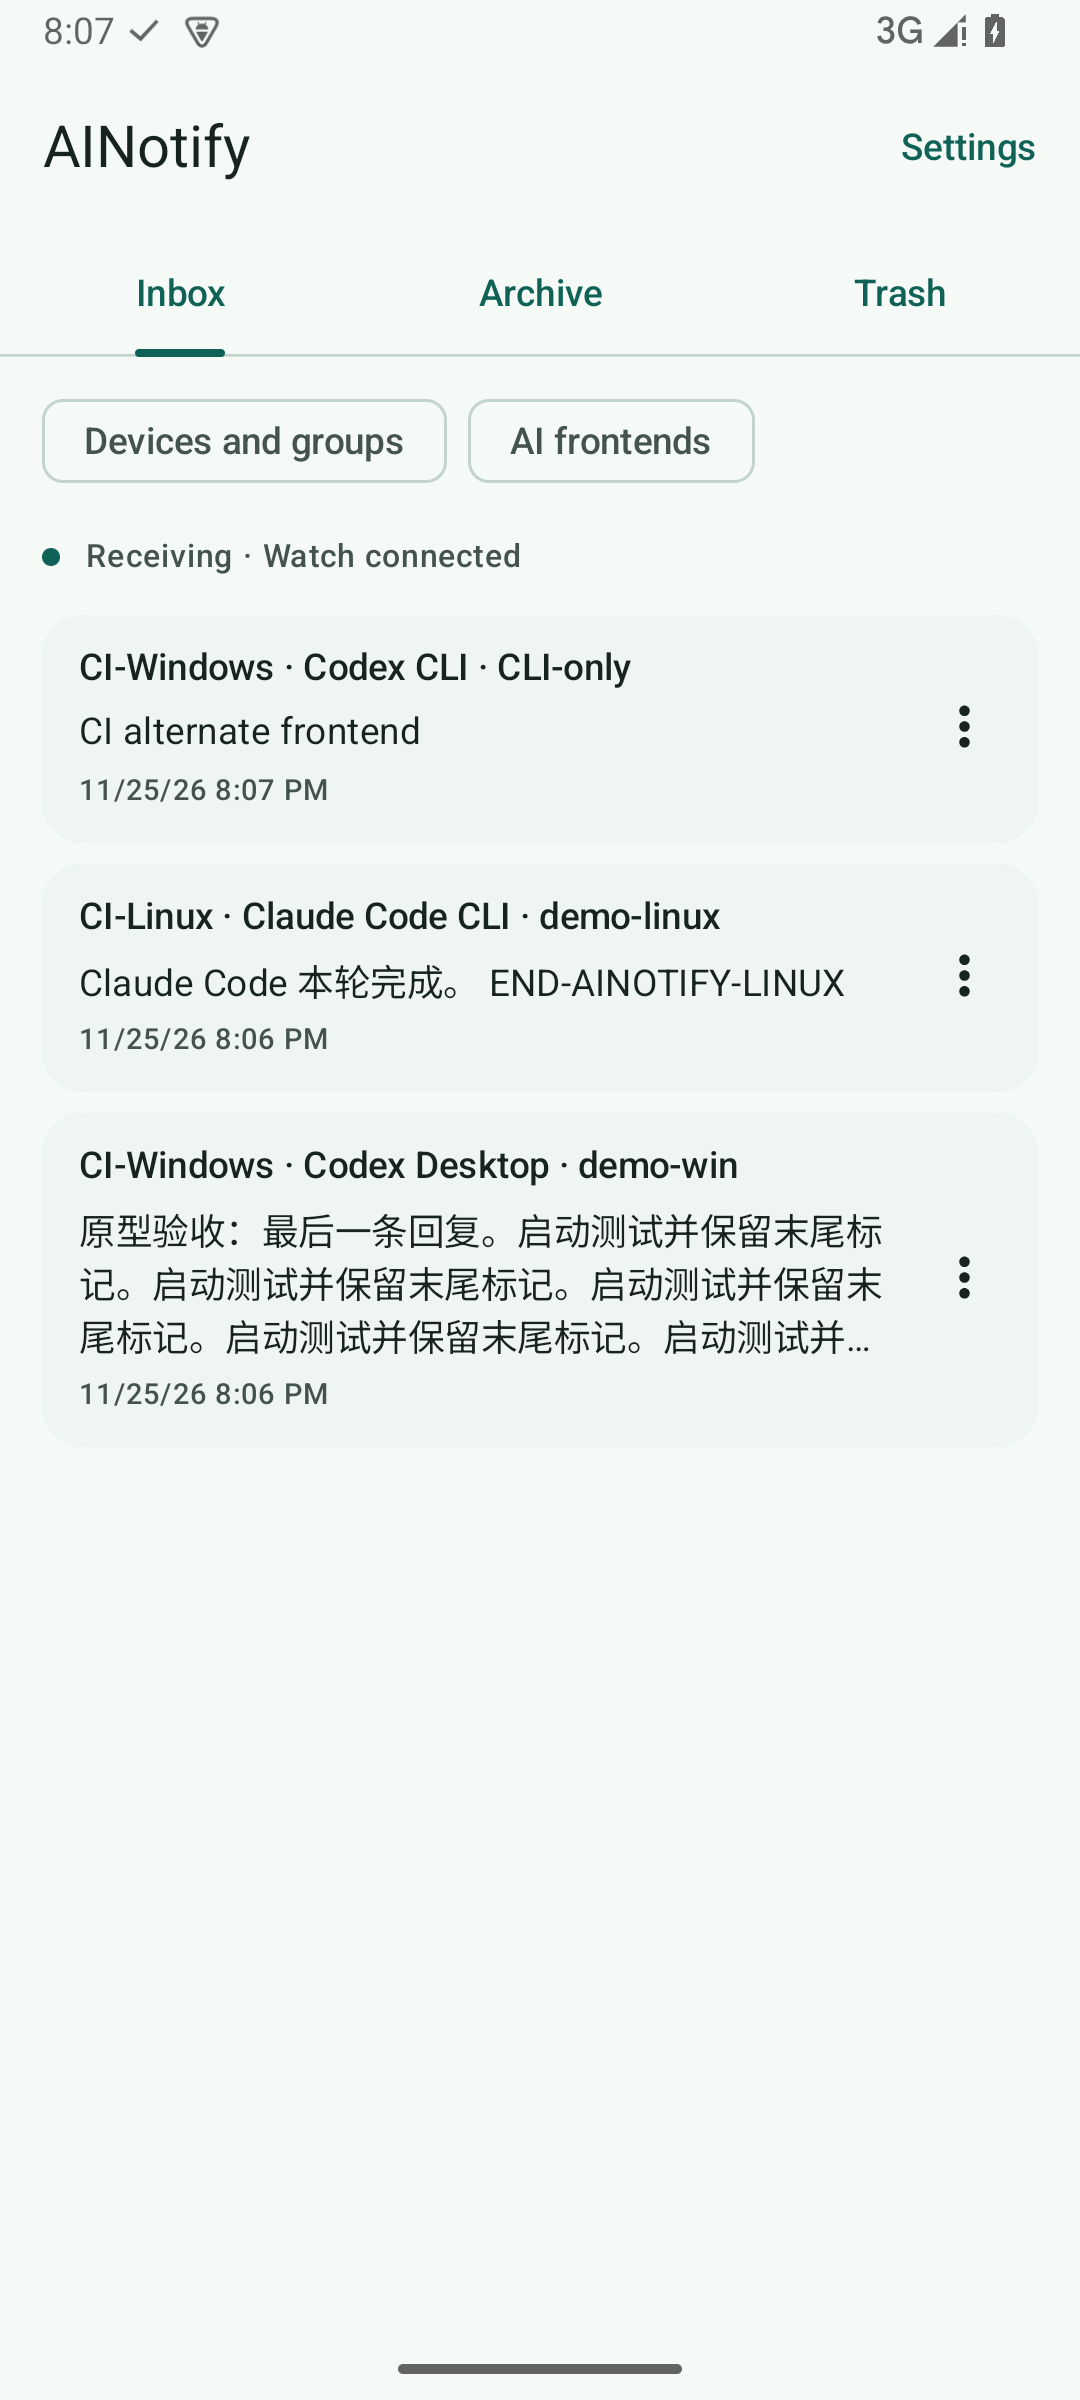 8:07
3G
AINotify
Settings
Inbox
Archive
Trash
Devices and groups
AI frontends
Receiving · Watch connected
CI-Windows · Codex CLI · CLI-only
CI alternate frontend
11/25/26 8:07 PM
CI-Linux · Claude Code CLI · demo-linux
Claude Code 本轮完成。 END-AINOTIFY-LINUX
11/25/26 8:06 PM
CI-Windows · Codex Desktop · demo-win
原型验收：最后一条回复。启动测试并保留末尾标
记。启动测试并保留末尾标记。启动测试并保留末
尾标记。启动测试并保留末尾标记。启动测试并…
11/25/26 8:06 PM